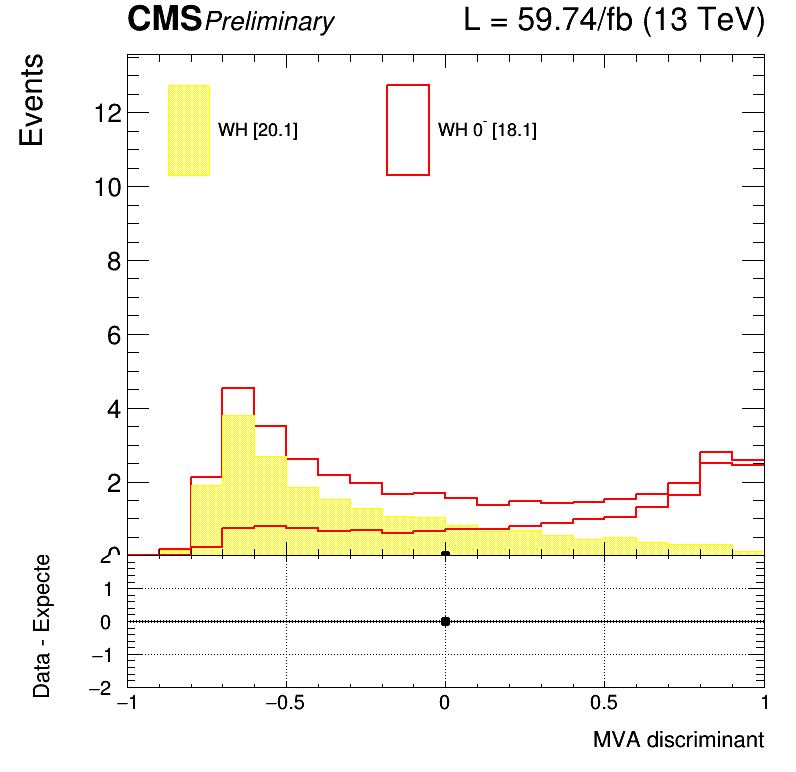 CMS Preliminary L = 59.74/fb (13 TeV)
Events
12
10
8
6
4
2
0
WH [20.1]
WH 0- [18.1]
Data - Expecte
2
1
0
−1
−2
−1 −0.5 0 0.5 1
MVA discriminant